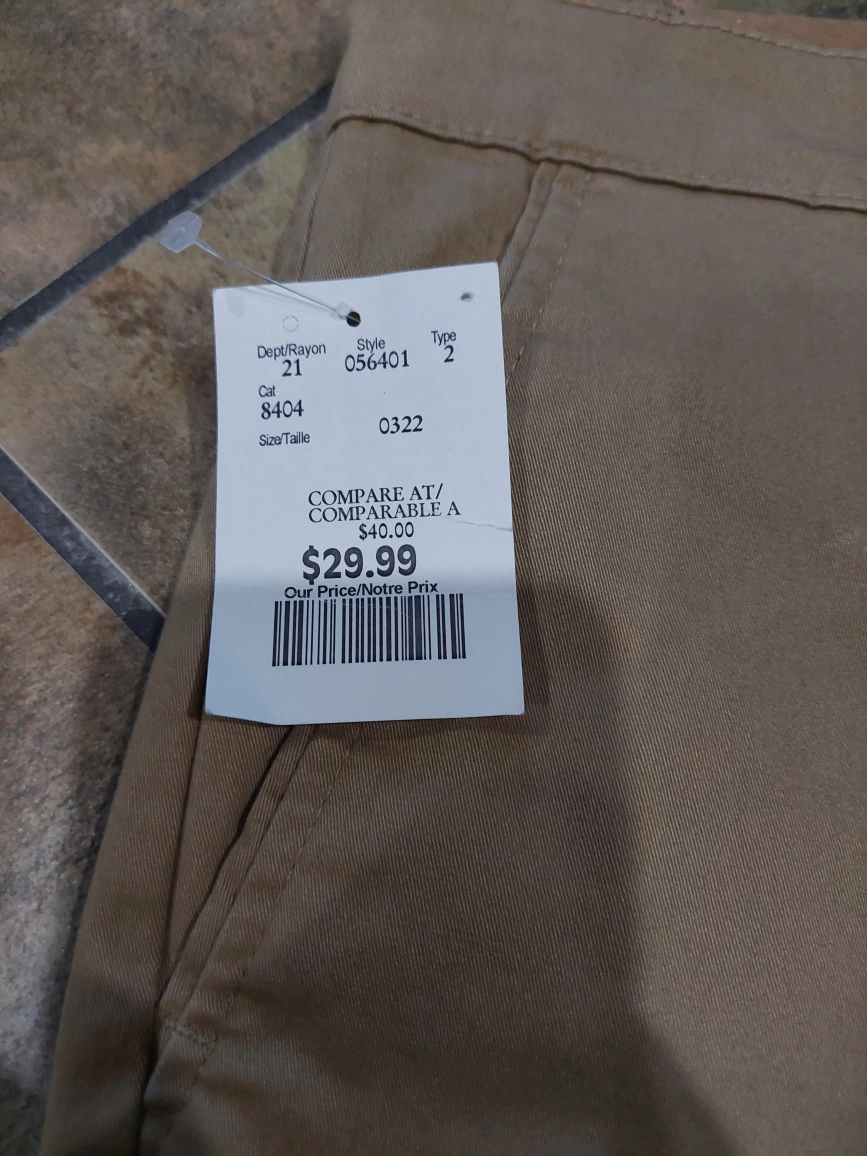 Dept/Rayon Style Type
21 056401 2
Cat
8404
Size/Taille 0322
COMPARE AT/
COMPARABLE A
$40.00
$29.99
Our Price/Notre Prix